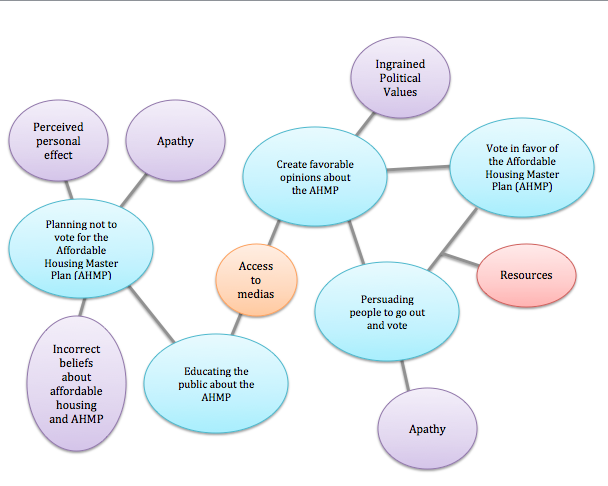 Ingrained
Political
Values
Perceived
personal
effect
Apathy
Create favorable
opinions about
the AHMP
Vote in favor of
the Affordable
Housing Master
Plan (AHMP)
Planning not to
vote for the
Affordable
Housing Master
Plan (AHMP)
Access
to
medias
Resources
Persuading
people to go out
and vote
Incorrect
beliefs
about
affordable
housing
and AHMP
Educating the
public about the
AHMP
Apathy